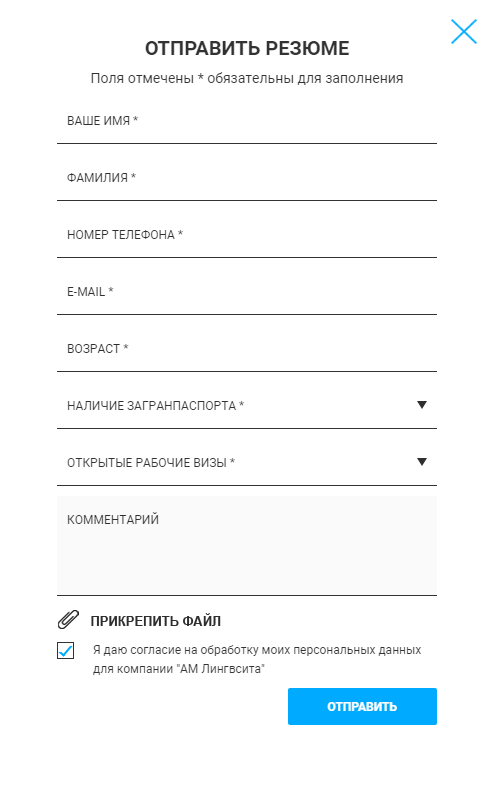 ОТПРАВИТЬ РЕЗЮМЕ
Поля отмечены * обязательны для заполнения
ВАШЕ ИМЯ *
ФАМИЛИЯ *
НОМЕР ТЕЛЕФОНА *
E-MAIL *
ВОЗРАСТ *
НАЛИЧИЕ ЗАГРАНПАСПОРТА *
ОТКРЫТЫЕ РАБОЧИЕ ВИЗЫ *
КОММЕНТАРИЙ
ПРИКРЕПИТЬ ФАЙЛ
Я даю согласие на обработку моих персональных данных
для компании "АМ Лингвсита"
ОТПРАВИТЬ